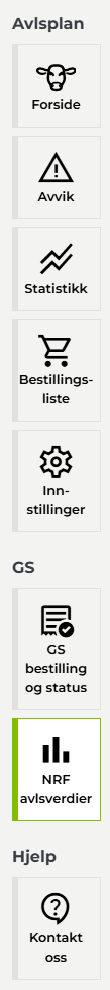 Avlsplan
Forside
Avvik
Statistikk
Bestillings-
liste
Inn-
stillinger
GS
GS
bestilling
og status
NRF
avlsverdier
Hjelp
Kontakt
oss